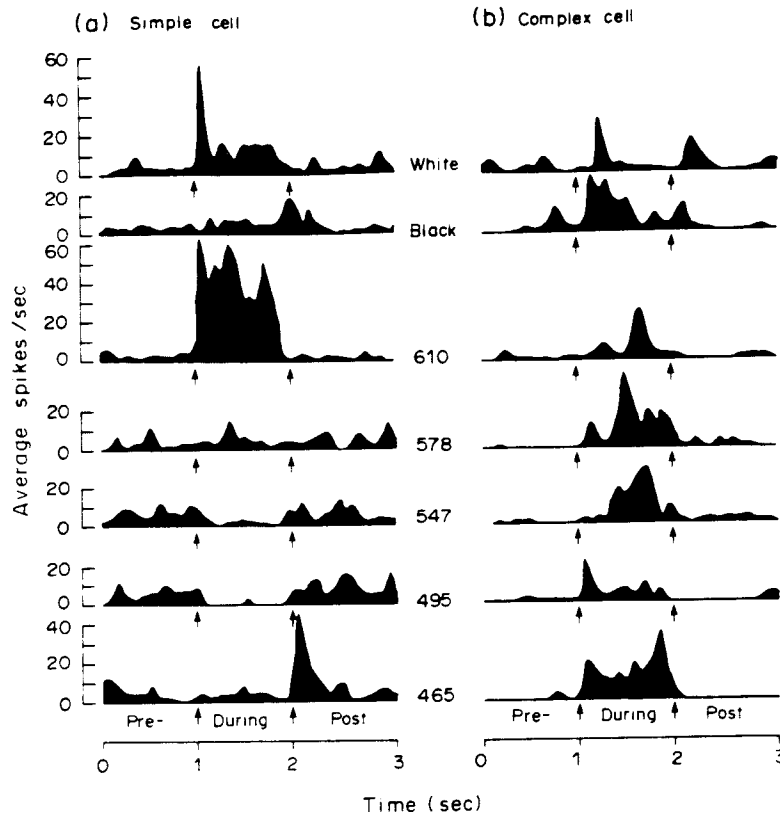 (a) Simple cell
(b) Complex cell
60
40
20
0
White
20
0
Black
60
40
20
0
610
20
0
578
20
0
547
20
0
495
40
20
0
465
Average spikes/sec
Pre- During Post
Pre- During Post
0 1 2 3
0 1 2 3
Time (sec)